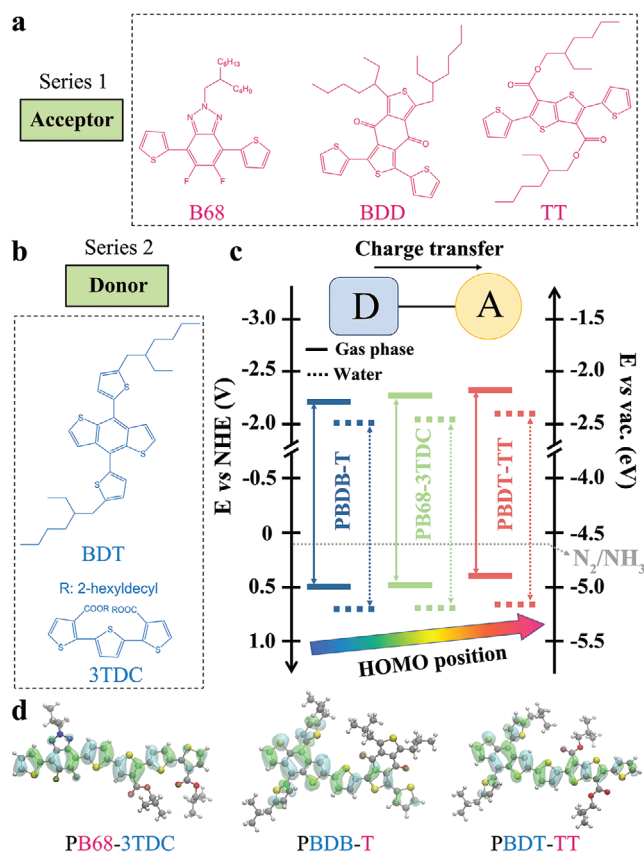 a
Series 1
Acceptor
C6H13
C4H9
N
N
N
S
S
F
F
B68
S
O
O
S
S
S
BDD
O
O
S
S
S
S
O
O
TT
b
Series 2
Donor
S
S
S
S
BDT
R: 2-hexyldecyl
COOR ROOC
S
S
S
3TDC
c
Charge transfer
D
A
Gas phase
Water
E vs NHE (V)
-3.0
-2.5
-2.0
-0.5
0
0.5
1.0
PBDB-T
PB68-3TDC
PBDT-TT
-1.5
-2.0
-2.5
-4.0
-4.5
-5.0
-5.5
E vs vac. (eV)
N2/NH3
HOMO position
d
PB68-3TDC
PBDB-T
PBDT-TT